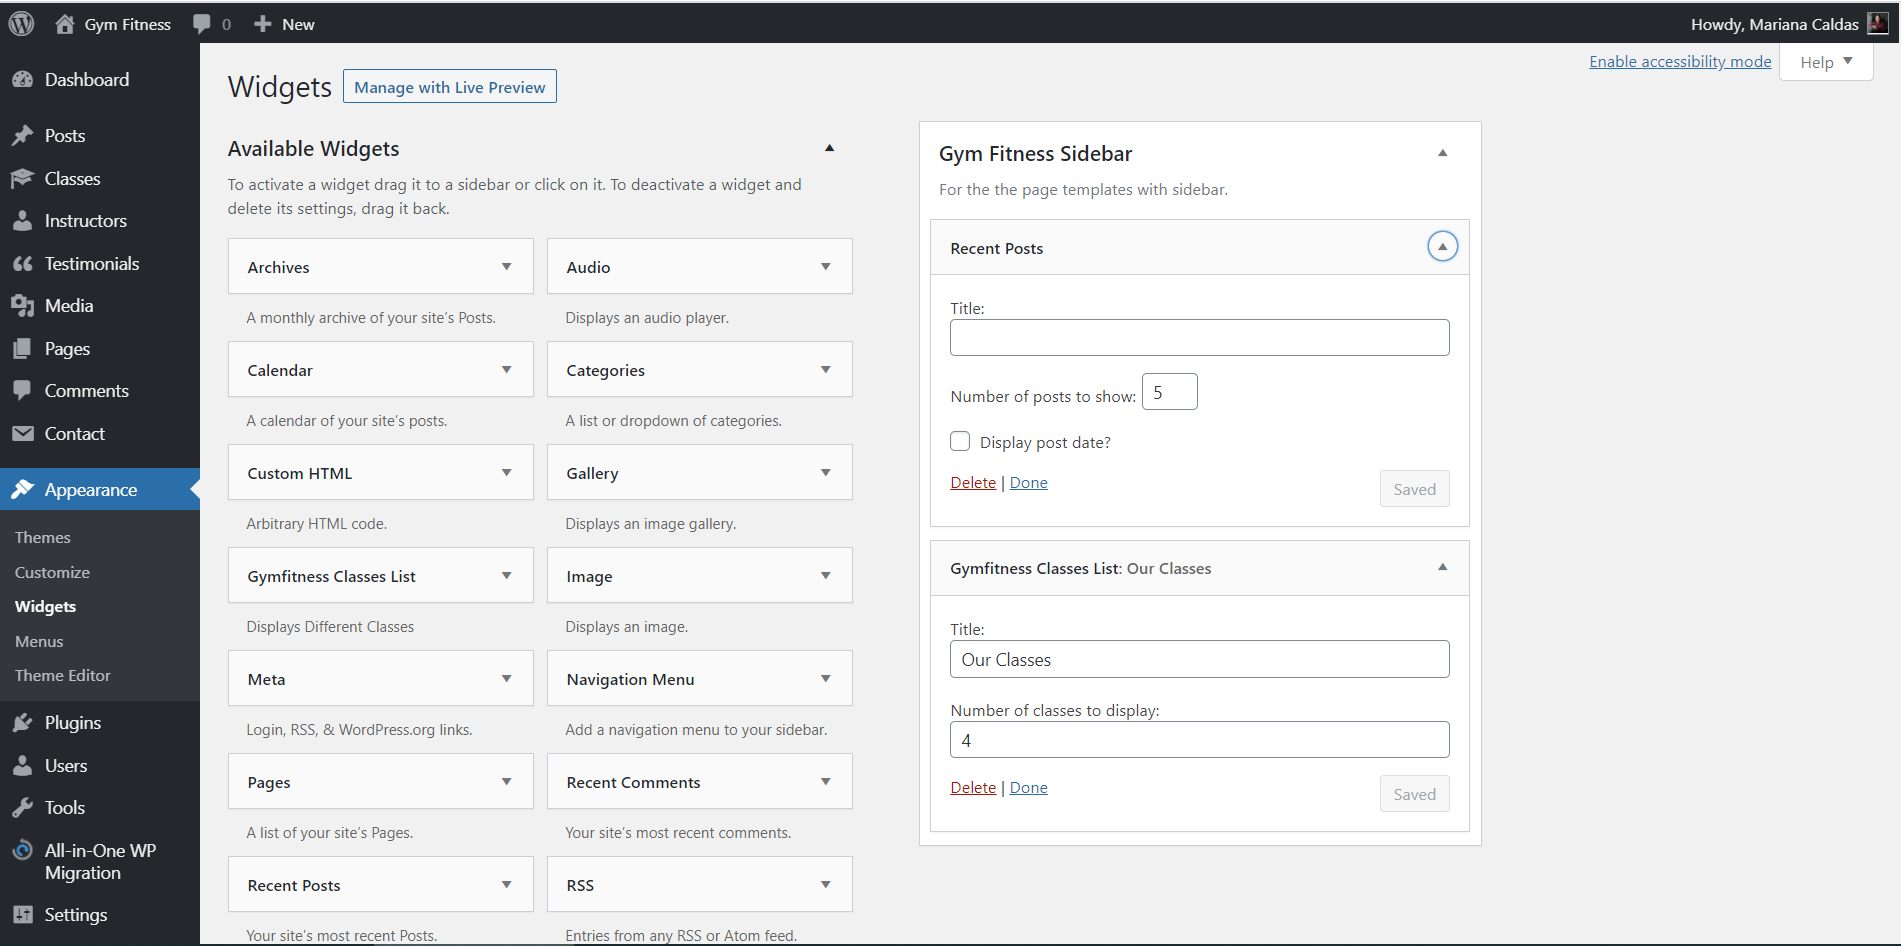 Gym Fitness
0
New
Howdy, Mariana Caldas
Dashboard
Posts
Classes
Instructors
Testimonials
Media
Pages
Comments
Contact
Appearance
Themes
Customize
Widgets
Menus
Theme Editor
Plugins
Users
Tools
All-in-One WP
Migration
Settings
Enable accessibility mode
Help
Widgets
Manage with Live Preview
Available Widgets
To activate a widget drag it to a sidebar or click on it. To deactivate a widget and
delete its settings, drag it back.
Archives
A monthly archive of your site’s Posts.
Audio
Displays an audio player.
Calendar
A calendar of your site’s posts.
Categories
A list or dropdown of categories.
Custom HTML
Arbitrary HTML code.
Gallery
Displays an image gallery.
Gymfitness Classes List
Displays Different Classes
Image
Displays an image.
Meta
Login, RSS, & WordPress.org links.
Navigation Menu
Add a navigation menu to your sidebar.
Pages
A list of your site’s Pages.
Recent Comments
Your site’s most recent comments.
Recent Posts
Your site’s most recent Posts.
RSS
Entries from any RSS or Atom feed.
Gym Fitness Sidebar
For the the page templates with sidebar.
Recent Posts
Title:
Number of posts to show: 5
Display post date?
Delete | Done
Saved
Gymfitness Classes List: Our Classes
Title:
Our Classes
Number of classes to display:
4
Delete | Done
Saved